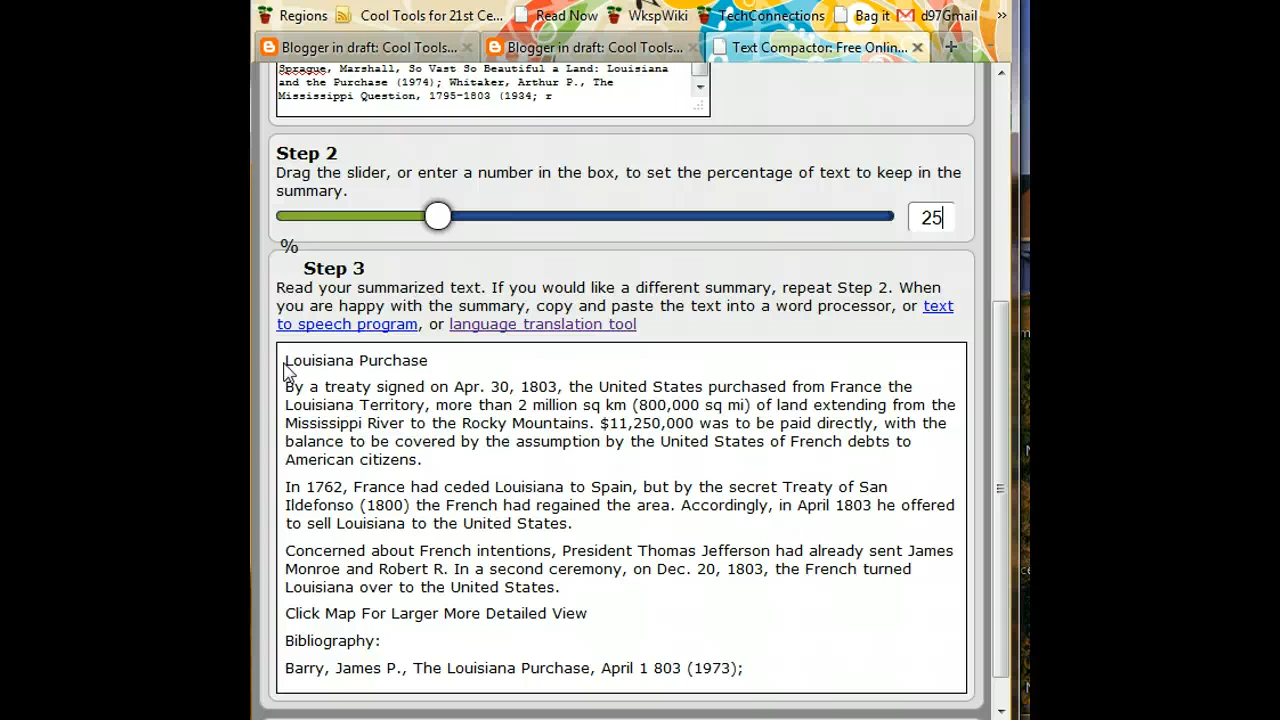 Regions Cool Tools for 21st Ce... Read Now WkspWiki TechConnections Bag it d97Gmail »
Blogger in draft: Cool Tools... Blogger in draft: Cool Tools... Text Compactor: Free Onlin...
Sprague, Marshall, So Vast So Beautiful a Land: Louisiana
and the Purchase (1974); Whitaker, Arthur P., The
Mississippi Question, 1795-1803 (1934; r
Step 2
Drag the slider, or enter a number in the box, to set the percentage of text to keep in the
summary.
25
%
Step 3
Read your summarized text. If you would like a different summary, repeat Step 2. When
you are happy with the summary, copy and paste the text into a word processor, or text
to speech program, or language translation tool
Louisiana Purchase
By a treaty signed on Apr. 30, 1803, the United States purchased from France the
Louisiana Territory, more than 2 million sq km (800,000 sq mi) of land extending from the
Mississippi River to the Rocky Mountains. $11,250,000 was to be paid directly, with the
balance to be covered by the assumption by the United States of French debts to
American citizens.
In 1762, France had ceded Louisiana to Spain, but by the secret Treaty of San
Ildefonso (1800) the French had regained the area. Accordingly, in April 1803 he offered
to sell Louisiana to the United States.
Concerned about French intentions, President Thomas Jefferson had already sent James
Monroe and Robert R. In a second ceremony, on Dec. 20, 1803, the French turned
Louisiana over to the United States.
Click Map For Larger More Detailed View
Bibliography:
Barry, James P., The Louisiana Purchase, April 1 803 (1973);